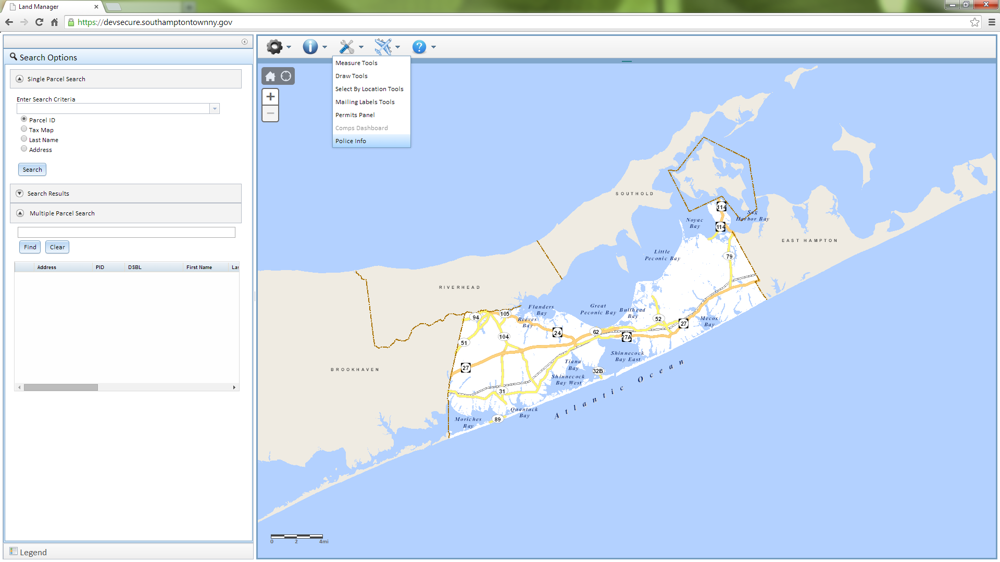 Land Manager
https://devsecure.southamptontownny.gov
Search Options
Single Parcel Search
Enter Search Criteria
Parcel ID
Tax Map
Last Name
Address
Search
Search Results
Multiple Parcel Search
Find
Clear
Address PID DSBL First Name Las
Legend
Measure Tools
Draw Tools
Select By Location Tools
Mailing Labels Tools
Permits Panel
Comps Dashboard
Police Info
SOUTHOLD
114
Sag
Harbor Bay
Noyac
Bay
114
EAST HAMPTON
Little
Peconic Bay
79
RIVERHEAD
Flanders
Bay
Great
Peconic Bay
Bullhead
Bay
94
105
Reeves
Bay
52
Mecox
Bay
27
24
62
27A
104
51
Shinnecock
Bay East
Tiana
Bay
27
BROOKHAVEN
32B
Shinnecock
Bay West
31
Atlantic Ocean
Quantuck
Bay
Moriches
Bay
89
0 2 4mi